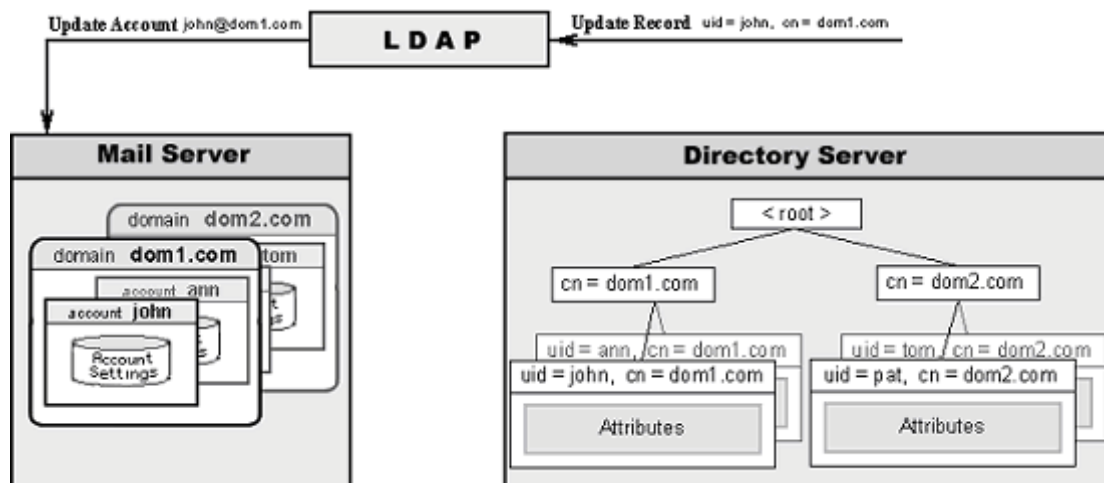 Update Account john@dom1.com
LDAP
Update Record uid = john, cn = dom1.com
Mail Server
domain dom2.com
tom
domain dom1.com
account ann
account john
Account
Settings
Directory Server
< root >
cn = dom1.com
cn = dom2.com
uid = ann, cn = dom1.com
uid = tom, cn = dom2.com
uid = john, cn = dom1.com
uid = pat, cn = dom2.com
Attributes
Attributes